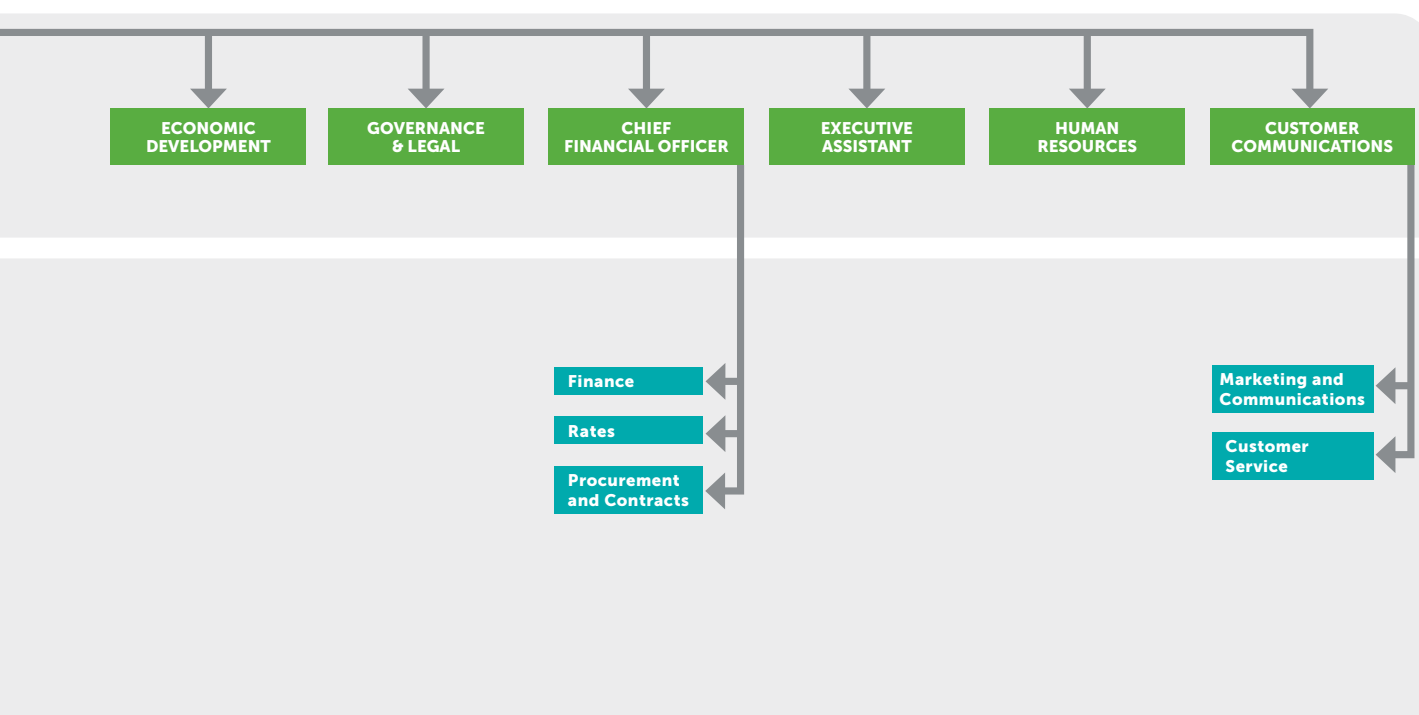 ECONOMIC
DEVELOPMENT
GOVERNANCE
& LEGAL
CHIEF
FINANCIAL OFFICER
EXECUTIVE
ASSISTANT
HUMAN
RESOURCES
CUSTOMER
COMMUNICATIONS
Finance
Rates
Procurement
and Contracts
Marketing and
Communications
Customer
Service